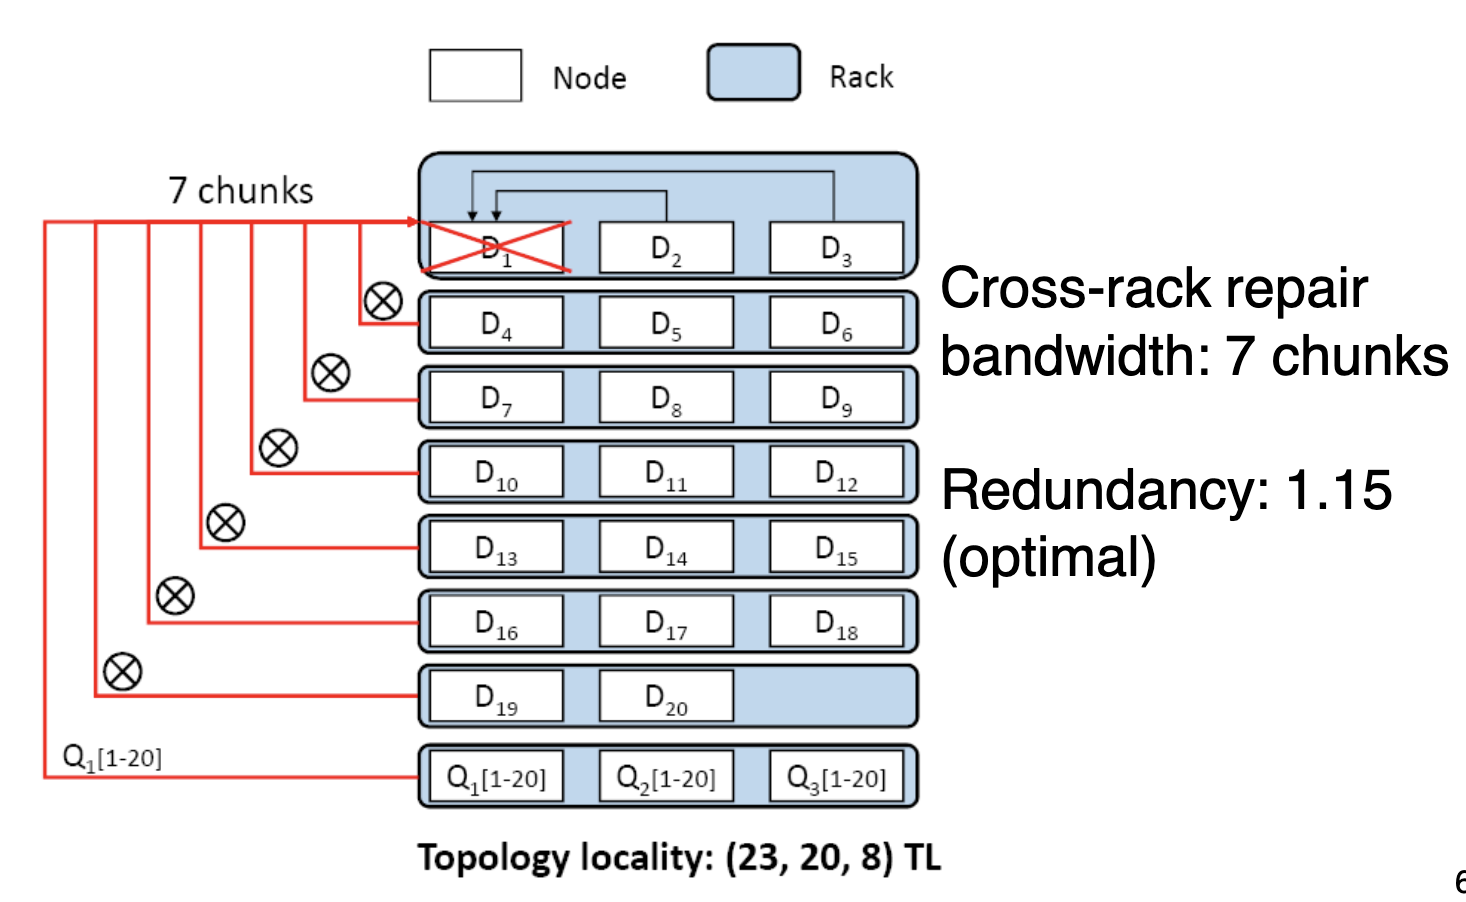 Node
Rack
7 chunks
D1 D2 D3
D4 D5 D6
D7 D8 D9
D10 D11 D12
D13 D14 D15
D16 D17 D18
D19 D20
Q1[1-20]
Q1[1-20] Q2[1-20] Q3[1-20]
Topology locality: (23, 20, 8) TL
Cross-rack repair
bandwidth: 7 chunks
Redundancy: 1.15
(optimal)
6